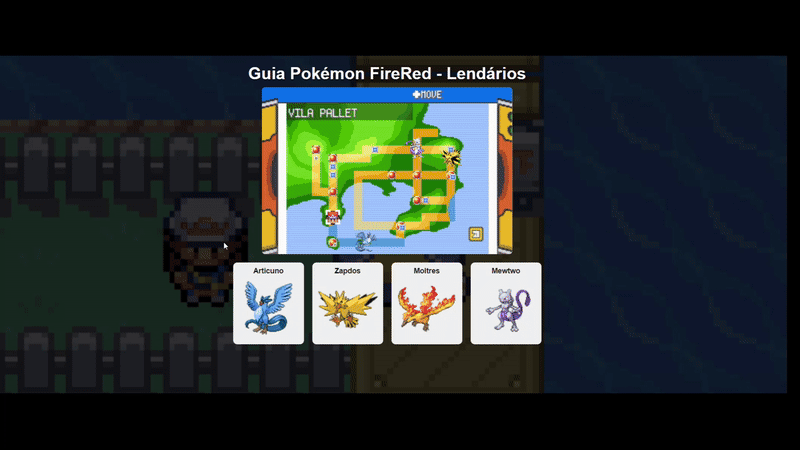 Guia Pokémon FireRed - Lendários
MOVE
VILA PALLET
Articuno
Zapdos
Moltres
Mewtwo